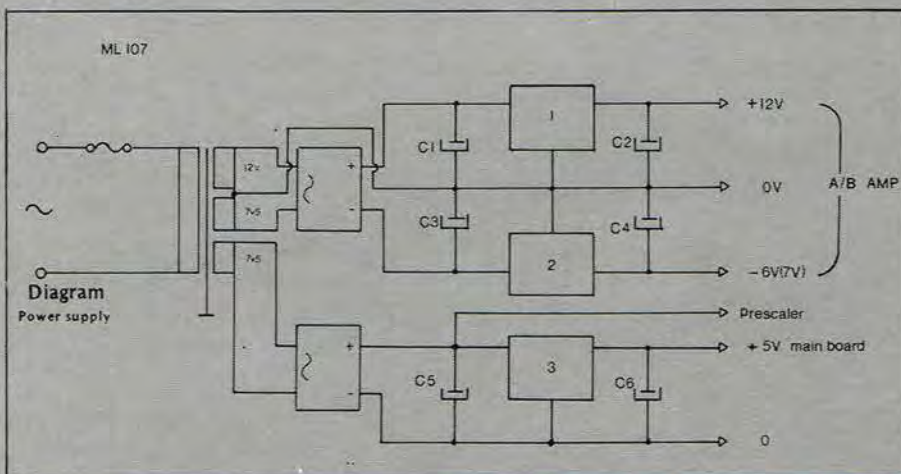 ML 107
12v
7v5
7v5
C1
1
C2
+12V
0V
A/B AMP
C3
C4
2
-6V(7V)
+
-
Diagram
Power supply
Prescaler
+
-
+5V main board
C5
3
C6
0